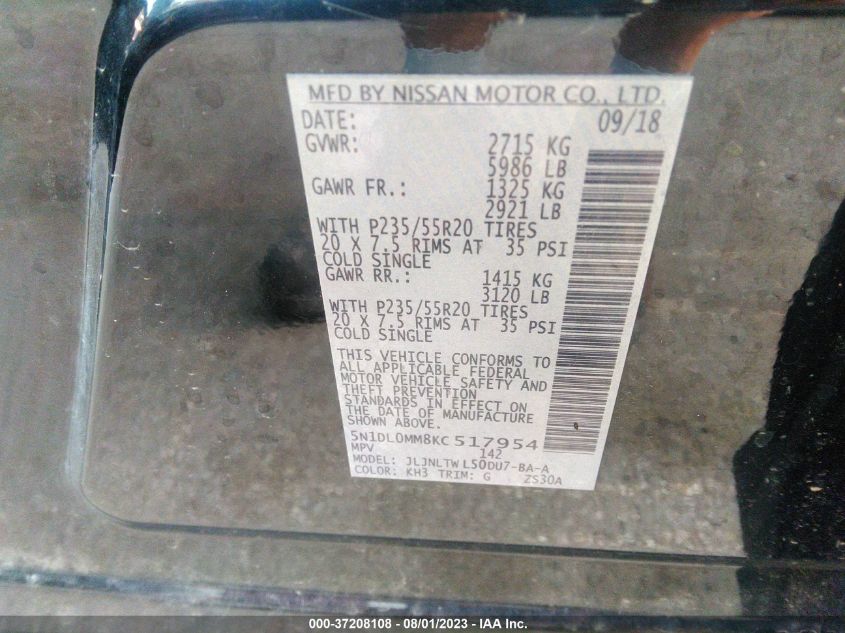 MFD BY NISSAN MOTOR CO., LTD.
DATE: 09/18
GVWR: 2715 KG
5986 LB
GAWR FR.: 1325 KG
2921 LB
WITH P235/55R20 TIRES
20 X 7.5 RIMS AT 35 PSI
COLD SINGLE
GAWR RR.: 1415 KG
3120 LB
WITH P235/55R20 TIRES
20 X 7.5 RIMS AT 35 PSI
COLD SINGLE
THIS VEHICLE CONFORMS TO
ALL APPLICABLE FEDERAL
MOTOR VEHICLE SAFETY AND
THEFT PREVENTION
STANDARDS IN EFFECT ON
THE DATE OF MANUFACTURE
SHOWN ABOVE.
5N1DL0MM8KC517954
MPV 142
MODEL: JLJNLTWL50DU7-BA-A
COLOR: KH3 TRIM: G ZS30A
000-37208108 - 08/01/2023 - IAA Inc.